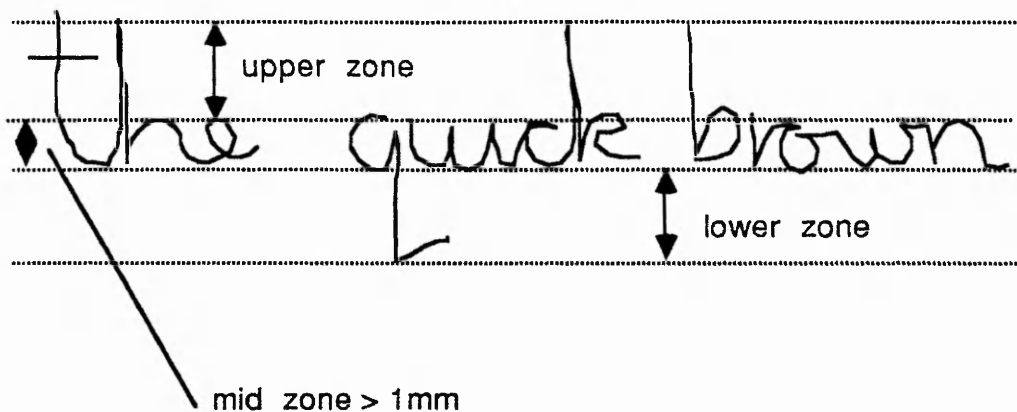 upper zone
the quick brown
lower zone
mid zone > 1mm